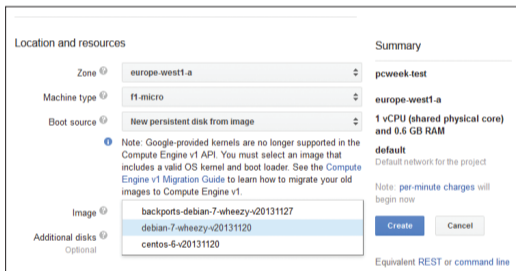 Location and resources
Zone
europe-west1-a
Machine type
f1-micro
Boot source
New persistent disk from image
Note: Google-provided kernels are no longer supported in the
Compute Engine v1 API. You must select an image that
includes a valid OS kernel and boot loader. See the Compute
Engine v1 Migration Guide to learn how to migrate your old
images to Compute Engine v1.
Image
backports-debian-7-wheezy-v20131127
debian-7-wheezy-v20131120
centos-6-v20131120
Additional disks
Optional
Summary
pcweek-test
europe-west1-a
1 vCPU (shared physical core)
and 0.6 GB RAM
default
Default network for the project
Note: per-minute charges will
begin now
Create
Cancel
Equivalent REST or command line